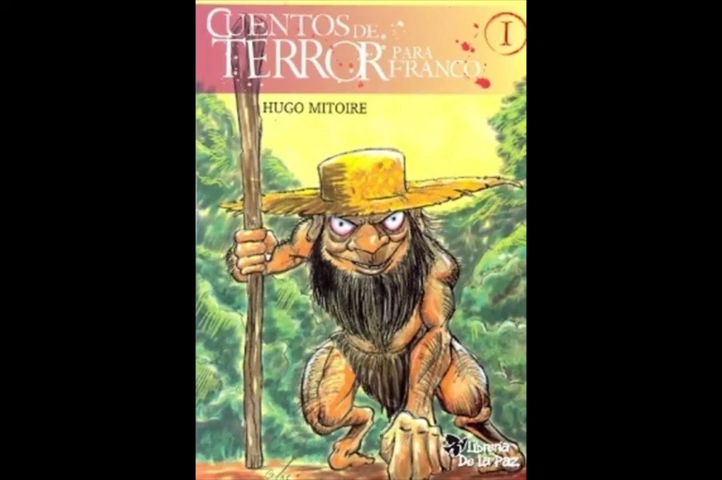 CUENTOS DE
TERROR PARA
FRANCO
I
HUGO MITOIRE
Librería
De La Paz